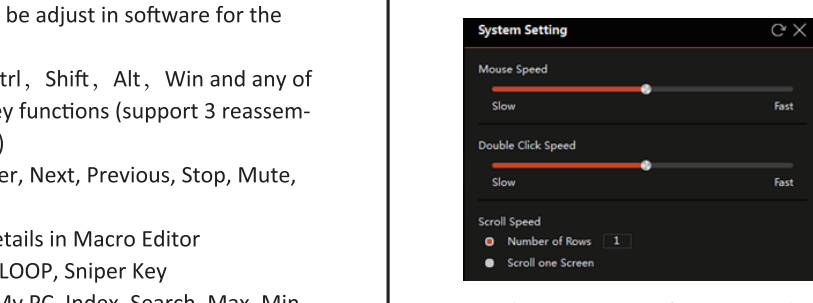 be adjust in software for the
trl， Shift， Alt， Win and any of
ey functions (support 3 reassem-
)
er, Next, Previous, Stop, Mute,
etails in Macro Editor
LOOP, Sniper Key
My PC, Index, Search, Max, Min,
System Setting
Mouse Speed
Slow Fast
Double Click Speed
Slow Fast
Scroll Speed
Number of Rows 1
Scroll one Screen